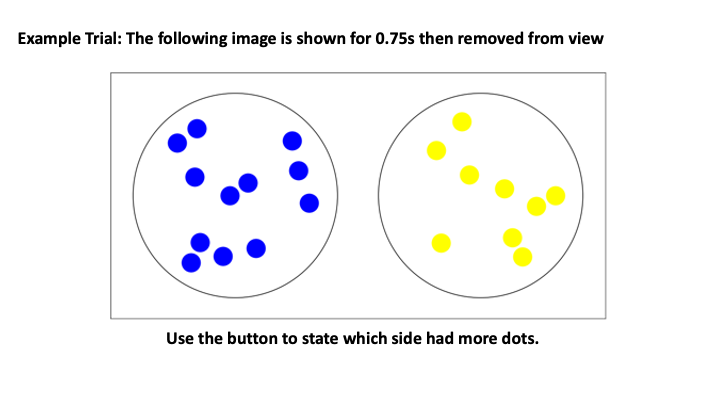 Example Trial: The following image is shown for 0.75s then removed from view
Use the button to state which side had more dots.